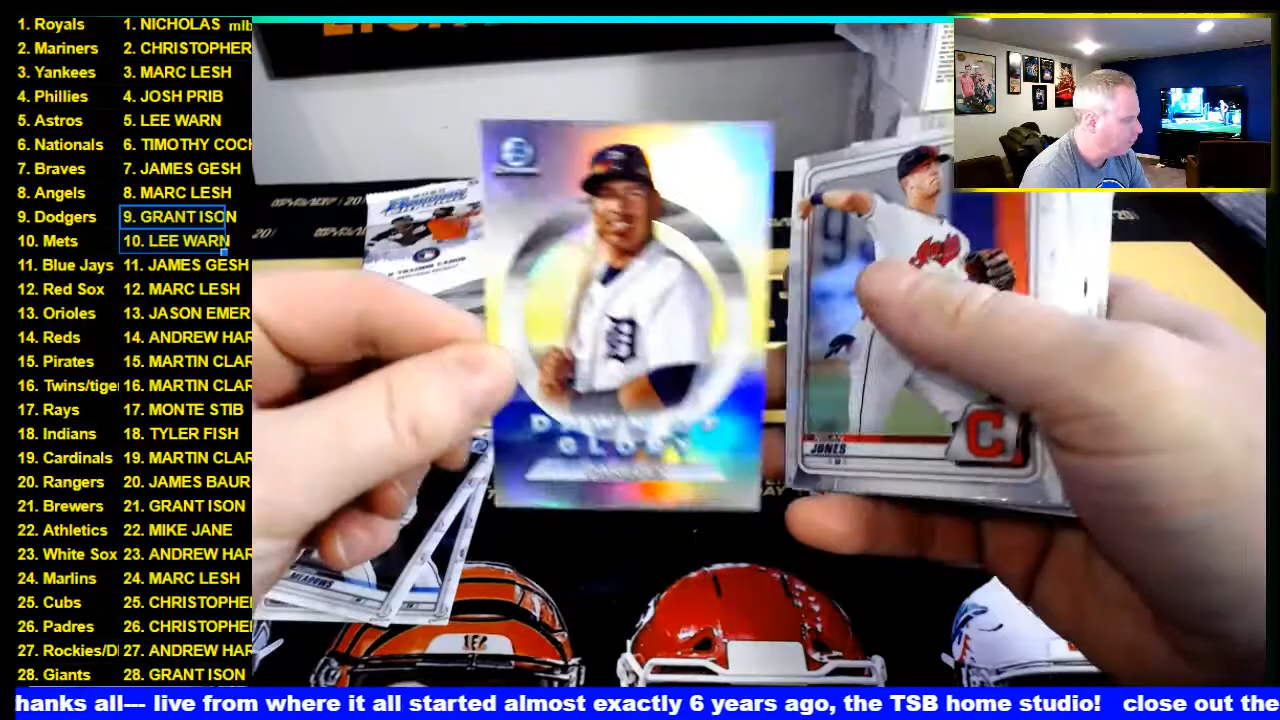 1. Royals 1. NICHOLAS mlb
2. Mariners 2. CHRISTOPHER
3. Yankees 3. MARC LESH
4. Phillies 4. JOSH PRIB
5. Astros 5. LEE WARN
6. Nationals 6. TIMOTHY COCH
7. Braves 7. JAMES GESH
8. Angels 8. MARC LESH
9. Dodgers 9. GRANT ISON
10. Mets 10. LEE WARN
11. Blue Jays 11. JAMES GESH
12. Red Sox 12. MARC LESH
13. Orioles 13. JASON EMER
14. Reds 14. ANDREW HAR
15. Pirates 15. MARTIN CLAR
16. Twins/tige 16. MARTIN CLAR
17. Rays 17. MONTE STIB
18. Indians 18. TYLER FISH
19. Cardinals 19. MARTIN CLAR
20. Rangers 20. JAMES BAUR
21. Brewers 21. GRANT ISON
22. Athletics 22. MIKE JANE
23. White Sox 23. ANDREW HAR
24. Marlins 24. MARC LESH
25. Cubs 25. CHRISTOPHE
26. Padres 26. CHRISTOPHE
27. Rockies/D 27. ANDREW HAR
28. Giants 28. GRANT ISON
D
GLORY
Indians
JONES
C
MEADOWS
hanks all--- live from where it all started almost exactly 6 years ago, the TSB home studio! close out the